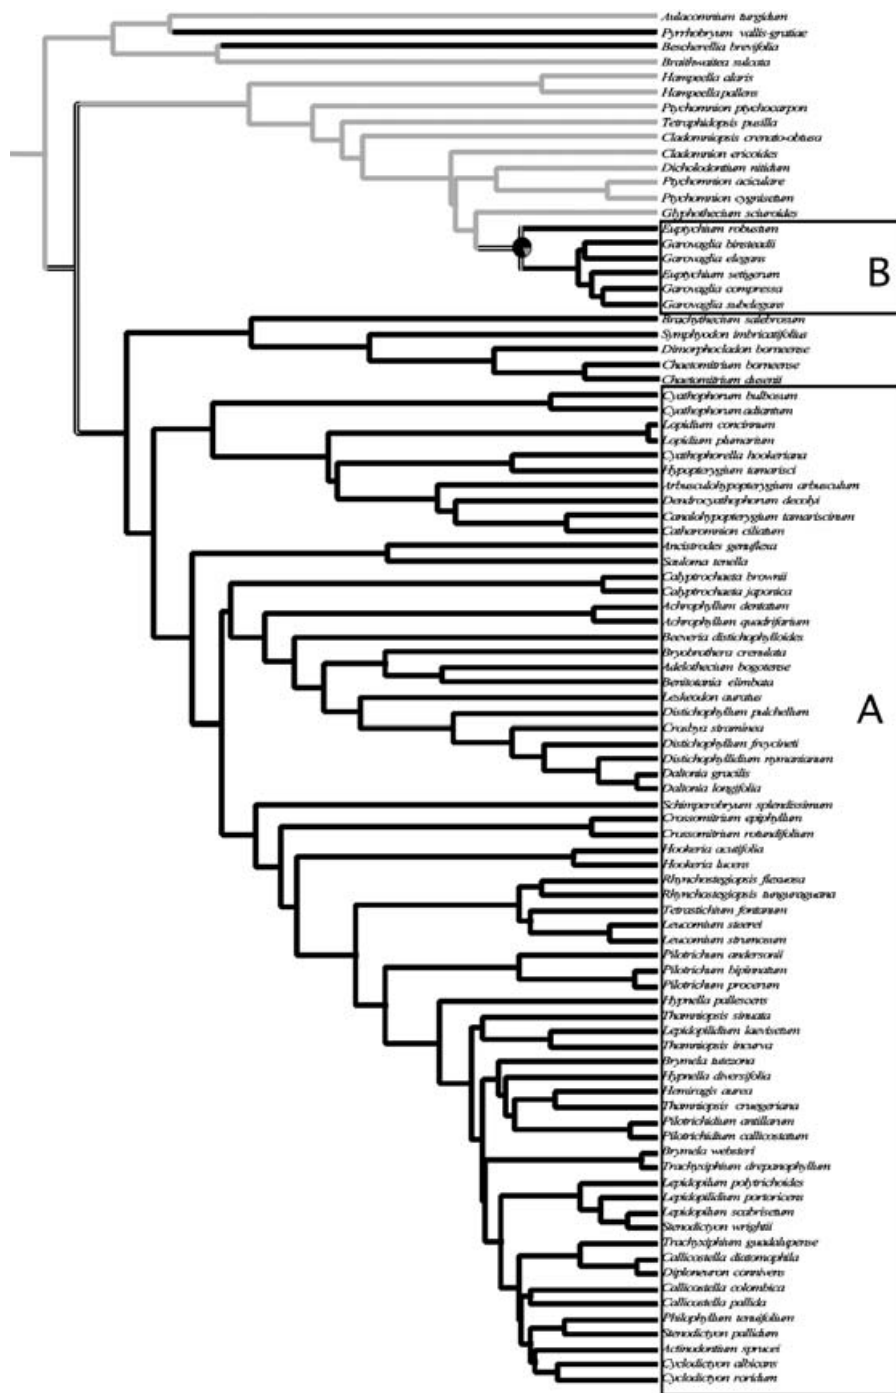 Aulacomnium turgidum
Pyrrhobryum vallis-gratiae
Bescherellia brevifolia
Braithwaitea sulcata
Hampeella alaris
Hampeella pallens
Ptychomnion ptychocarpon
Tetraphidopsis pusilla
Cladomniopsis crenato-obtusa
Cladomnion ericoides
Dicholodontium nitidum
Ptychomnion aciculare
Ptychomnion cygnisetum
Glyphothecium sciuroides
Euptychium robustum
Garovaglia binsteadii
Garovaglia elegans
Euptychium setigerum
Garovaglia compressa
Garovaglia subelegans
B
Brachythecium salebrosum
Symphyodon imbricatifolius
Dimorphocladon borneense
Chaetomitrium borneense
Chaetomitrium dusenii
Cyathophorum bulbosum
Cyathophorum adiantum
Lopidium concinnum
Lopidium plumarium
Cyathophorella hookeriana
Hypopterygium tamarisci
Arbusculohypopterygium arbusculum
Dendrocyathophorum decolyi
Canalohypopterygium tamariscinum
Catharomnion ciliatum
Ancistrodes genuflexa
Sauloma tenella
Calyptrochaeta brownii
Calyptrochaeta japonica
Achrophyllum dentatum
Achrophyllum quadrifarium
Beeveria distichophylloides
Bryobrothera crenulata
Adelothecium bogotense
Benitotania elimbata
Leskeodon auratus
Distichophyllum pulchellum
A
Crosbya straminea
Distichophyllum freycineti
Distichophyllidium nymanianum
Daltonia gracilis
Daltonia longifolia
Schimperobryum splendissimum
Crossomitrium epiphyllum
Crossomitrium rotundifolium
Hookeria acutifolia
Hookeria lucens
Rhynchostegiopsis flexuosa
Rhynchostegiopsis tunguraguana
Tetrastichium fontanum
Leucomium steerei
Leucomium strumosum
Pilotrichum andersonii
Pilotrichum bipinnatum
Pilotrichum procerum
Hypnella pallescens
Thamniopsis sinuata
Lepidopilidium laevisetum
Thamniopsis incurva
Brymela tutezona
Hypnella diversifolia
Hemiragis aurea
Thamniopsis cruegeriana
Pilotrichidium antillarum
Pilotrichidium callicostatum
Brymela websteri
Trachyxiphium drepanophyllum
Lepidopilum polytrichoides
Lepidopilidium portoricens
Lepidopilum scabrisetum
Stenodictyon wrightii
Trachyxiphium guadalupense
Callicostella diatomophila
Diploneuron connivens
Callicostella colombica
Callicostella pallida
Philophyllum tenuifolium
Stenodictyon pallidum
Actinodontium sprucei
Cyclodictyon albicans
Cyclodictyon roridum